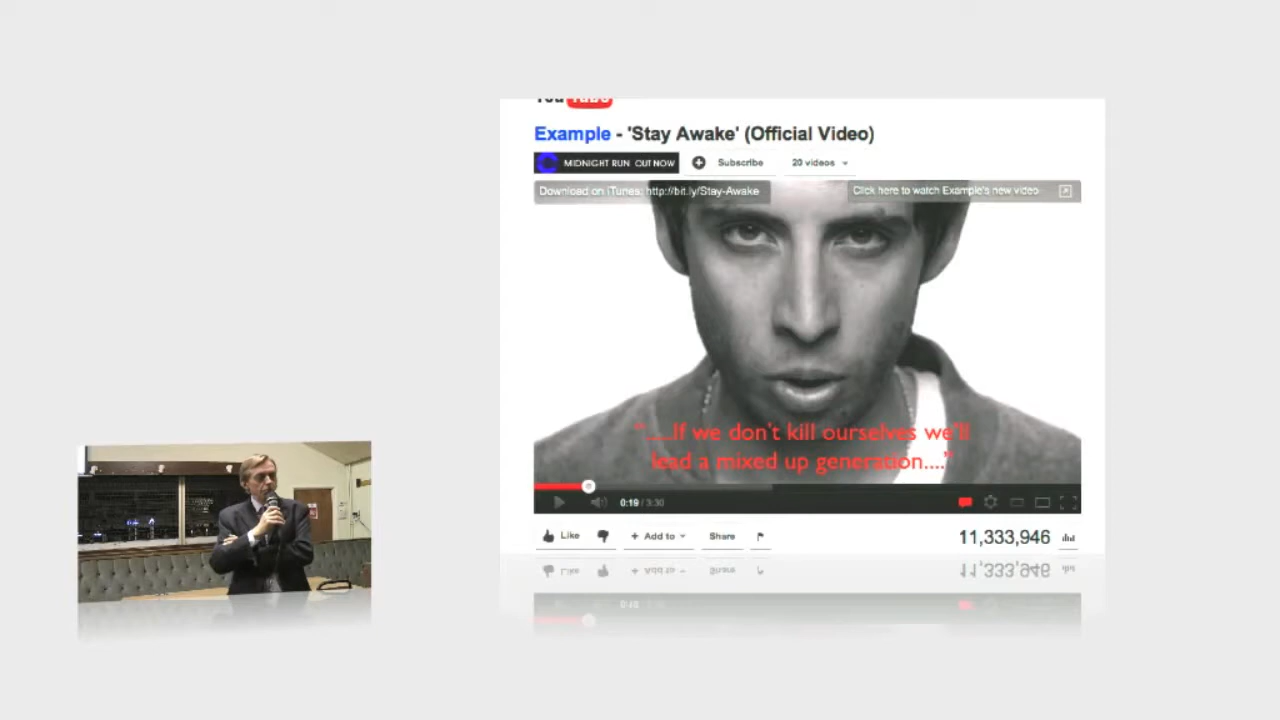 YouTube
Example - 'Stay Awake' (Official Video)
MIDNIGHT RUN OUT NOW
Subscribe
20 videos
Download on iTunes: http://bit.ly/Stay-Awake
Click here to watch Example's new video
".....If we don't kill ourselves we'll
lead a mixed up generation...."
0:19 / 3:30
Like
+ Add to
Share
11,333,946